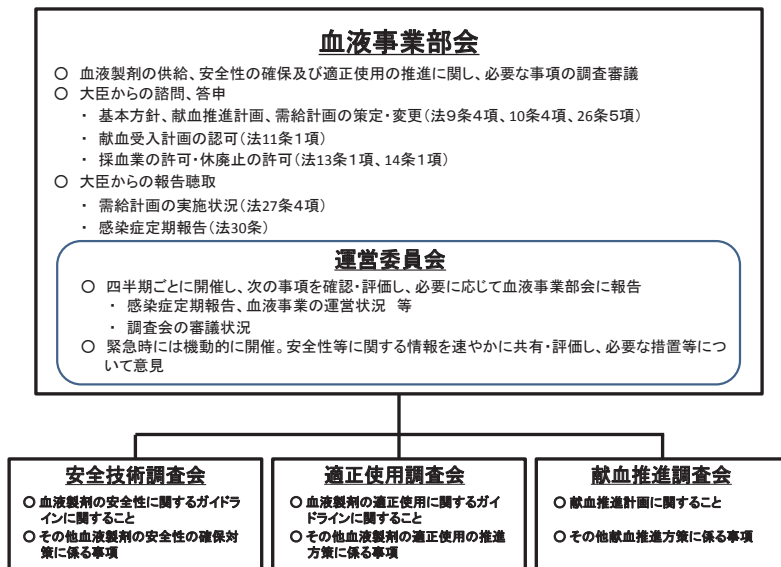 血液事業部会
○ 血液製剤の供給、安全性の確保及び適正使用の推進に関し、必要な事項の調査審議
○ 大臣からの諮問、答申
・ 基本方針、献血推進計画、需給計画の策定・変更(法9条4項、10条4項、26条5項)
・ 献血受入計画の認可(法11条1項)
・ 採血業の許可・休廃止の許可(法13条1項、14条1項)
○ 大臣からの報告聴取
・ 需給計画の実施状況(法27条4項)
・ 感染症定期報告(法30条)
運営委員会
○ 四半期ごとに開催し、次の事項を確認・評価し、必要に応じて血液事業部会に報告
・ 感染症定期報告、血液事業の運営状況 等
・ 調査会の審議状況
○ 緊急時には機動的に開催。安全性等に関する情報を速やかに共有・評価し、必要な措置等につ
いて意見
安全技術調査会
○ 血液製剤の安全性に関するガイドラ
インに関すること
○ その他血液製剤の安全性の確保対
策に係る事項
適正使用調査会
○ 血液製剤の適正使用に関するガイ
ドラインに関すること
○ その他血液製剤の適正使用の推進
方策に係る事項
献血推進調査会
○ 献血推進計画に関すること
○ その他献血推進方策に係る事項